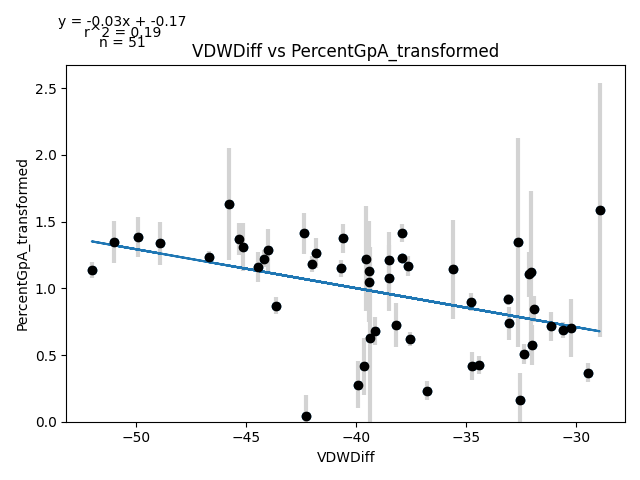 y = -0.03x + -0.17
r^2 = 0.19
n = 51
VDWDiff vs PercentGpA_transformed
PercentGpA_transformed
2.5
2.0
1.5
1.0
0.5
0.0
−50 −45 −40 −35 −30
VDWDiff